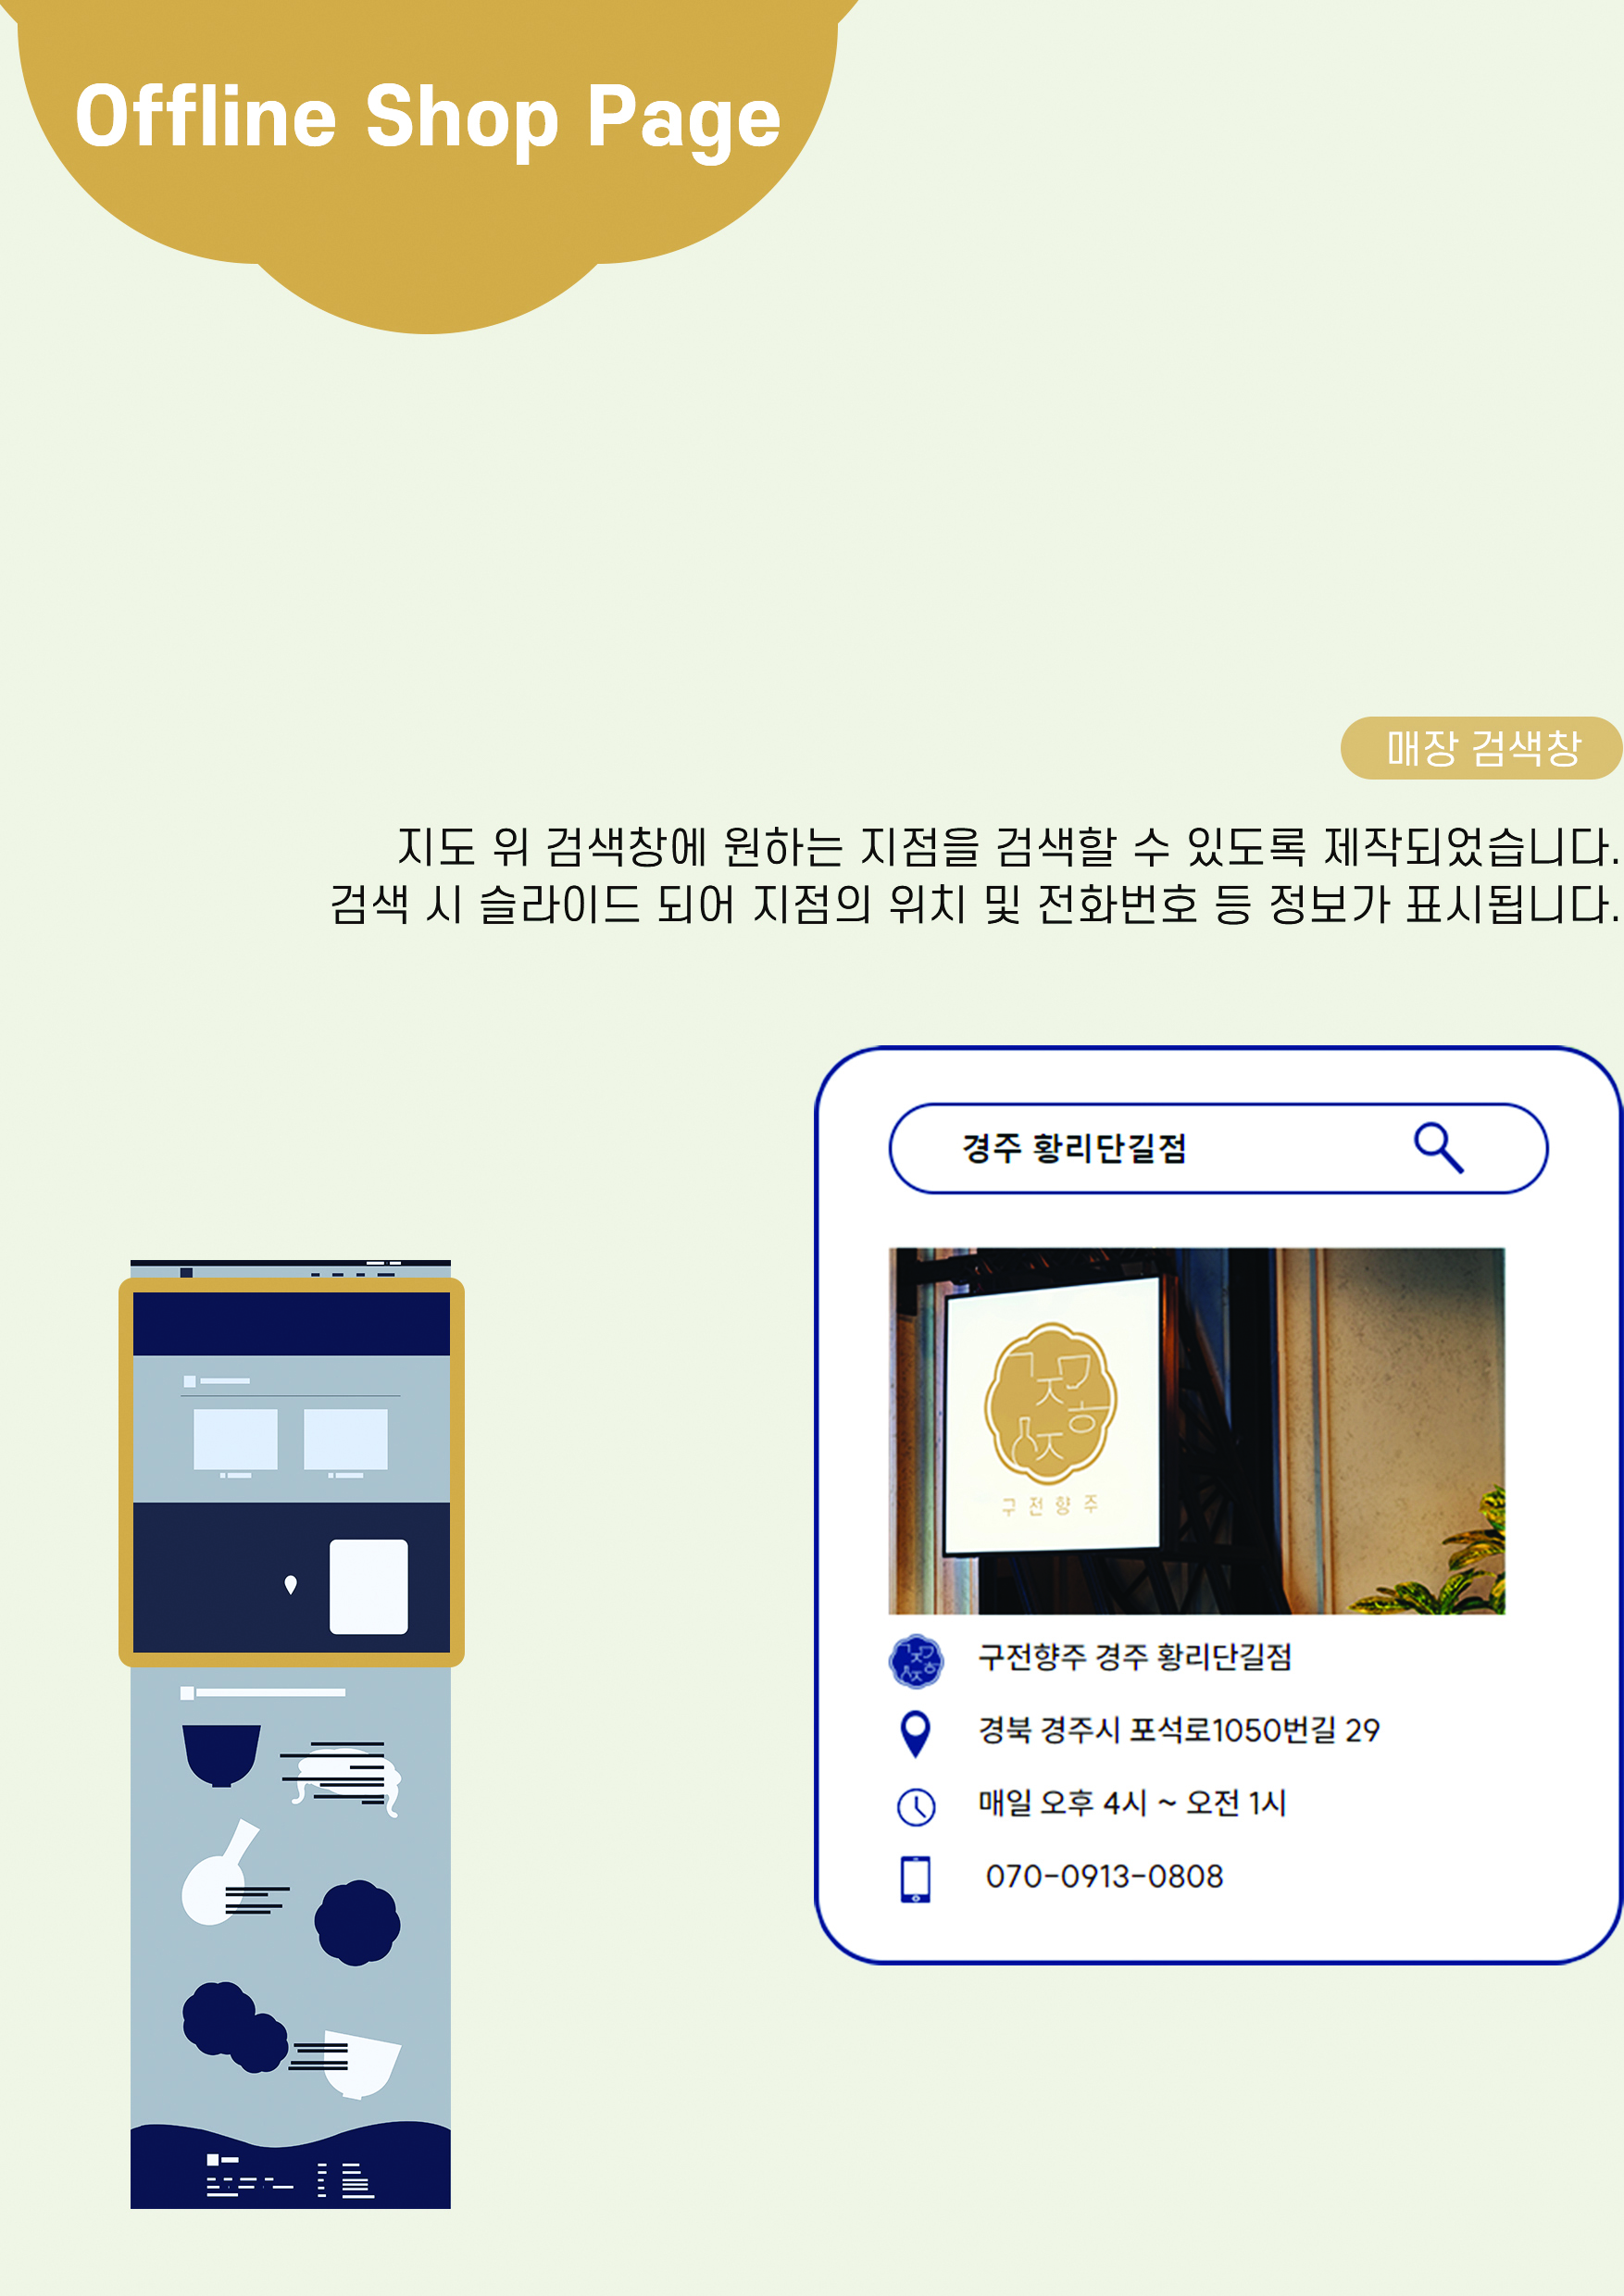 Offline Shop Page
매장 검색창
지도 위 검색창에 원하는 지점을 검색할 수 있도록 제작되었습니다.
검색 시 슬라이드 되어 지점의 위치 및 전화번호 등 정보가 표시됩니다.
경주 황리단길점
구전향주
구전향주 경주 황리단길점
경북 경주시 포석로1050번길 29
매일 오후 4시 ~ 오전 1시
070-0913-0808